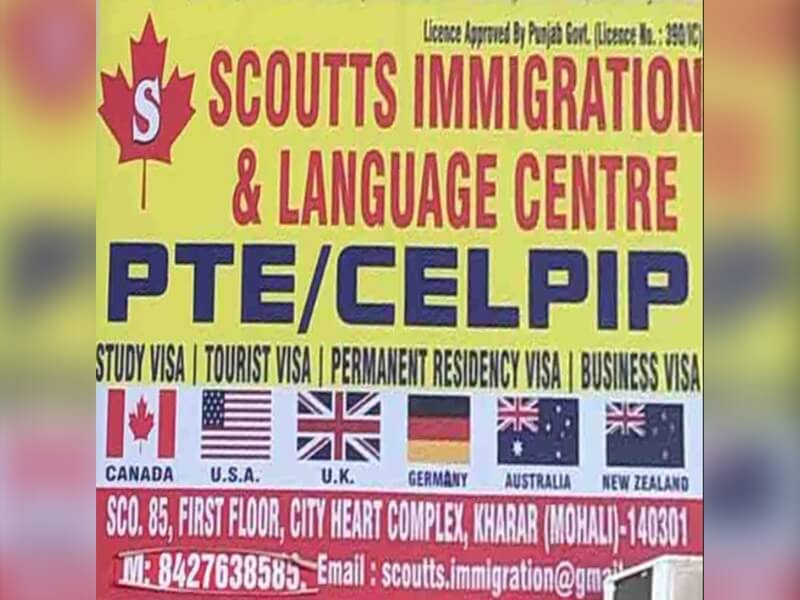 Licence Approved By Punjab Govt. (Licence No. : 390/IC)
S
SCOUTTS IMMIGRATION
& LANGUAGE CENTRE
PTE/CELPIP
STUDY VISA | TOURIST VISA | PERMANENT RESIDENCY VISA | BUSINESS VISA
CANADA U.S.A. U.K. GERMANY AUSTRALIA NEW ZEALAND
SCO. 85, FIRST FLOOR, CITY HEART COMPLEX, KHARAR (MOHALI)-140301
M: 8427638585. Email : scoutts.immigration@gma